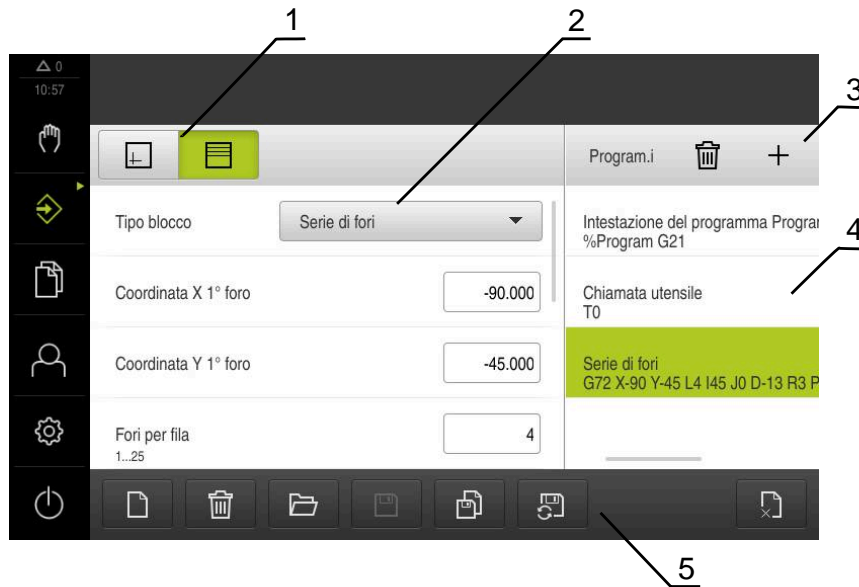 1
2
3
4
5
0
10:57
Program.i
Tipo blocco
Serie di fori
Coordinata X 1° foro
-90.000
Coordinata Y 1° foro
-45.000
Fori per fila
1...25
4
Intestazione del programma Program
%Program G21
Chiamata utensile
T0
Serie di fori
G72 X-90 Y-45 L4 I45 J0 D-13 R3 P